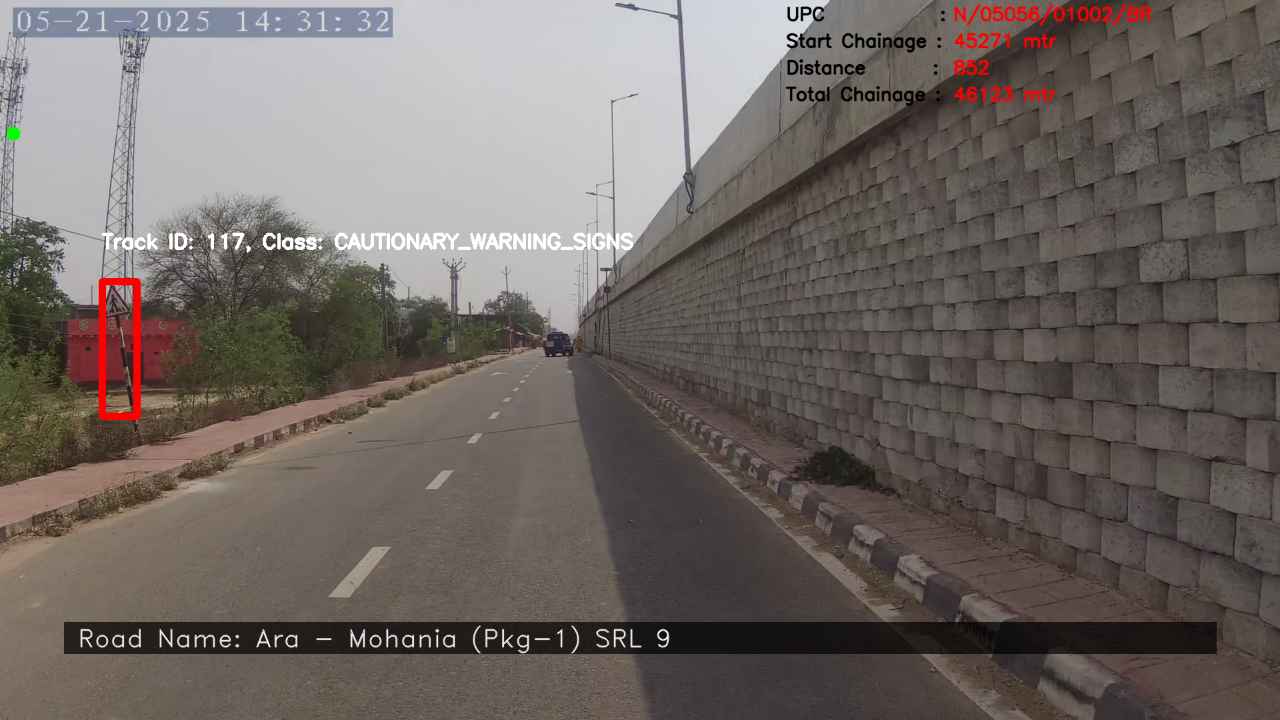 05-21-2025 14:31:32
UPC : N/05056/01002/BR
Start Chainage : 45271 mtr
Distance : 852
Total Chainage : 46123 mtr
Track ID: 117, Class: CAUTIONARY_WARNING_SIGNS
Road Name: Ara - Mohania (Pkg-1) SRL 9